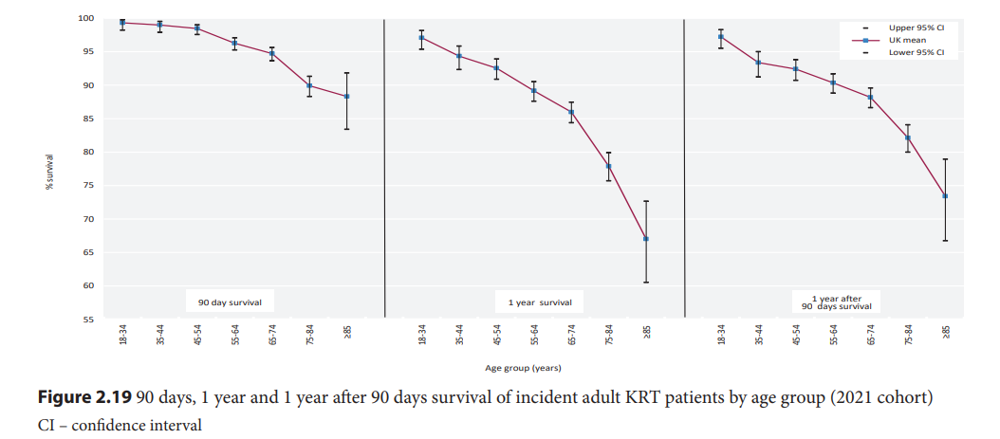 100
95
90
85
80
75
70
65
60
55
% survival
Upper 95% CI
UK mean
Lower 95% CI
90 day survival
1 year survival
1 year after
90 days survival
18-34
35-44
45-54
55-64
65-74
75-84
≥85
18-34
35-44
45-54
55-64
65-74
75-84
≥85
18-34
35-44
45-54
55-64
65-74
75-84
≥85
Age group (years)
Figure 2.19 90 days, 1 year and 1 year after 90 days survival of incident adult KRT patients by age group (2021 cohort)
CI – confidence interval